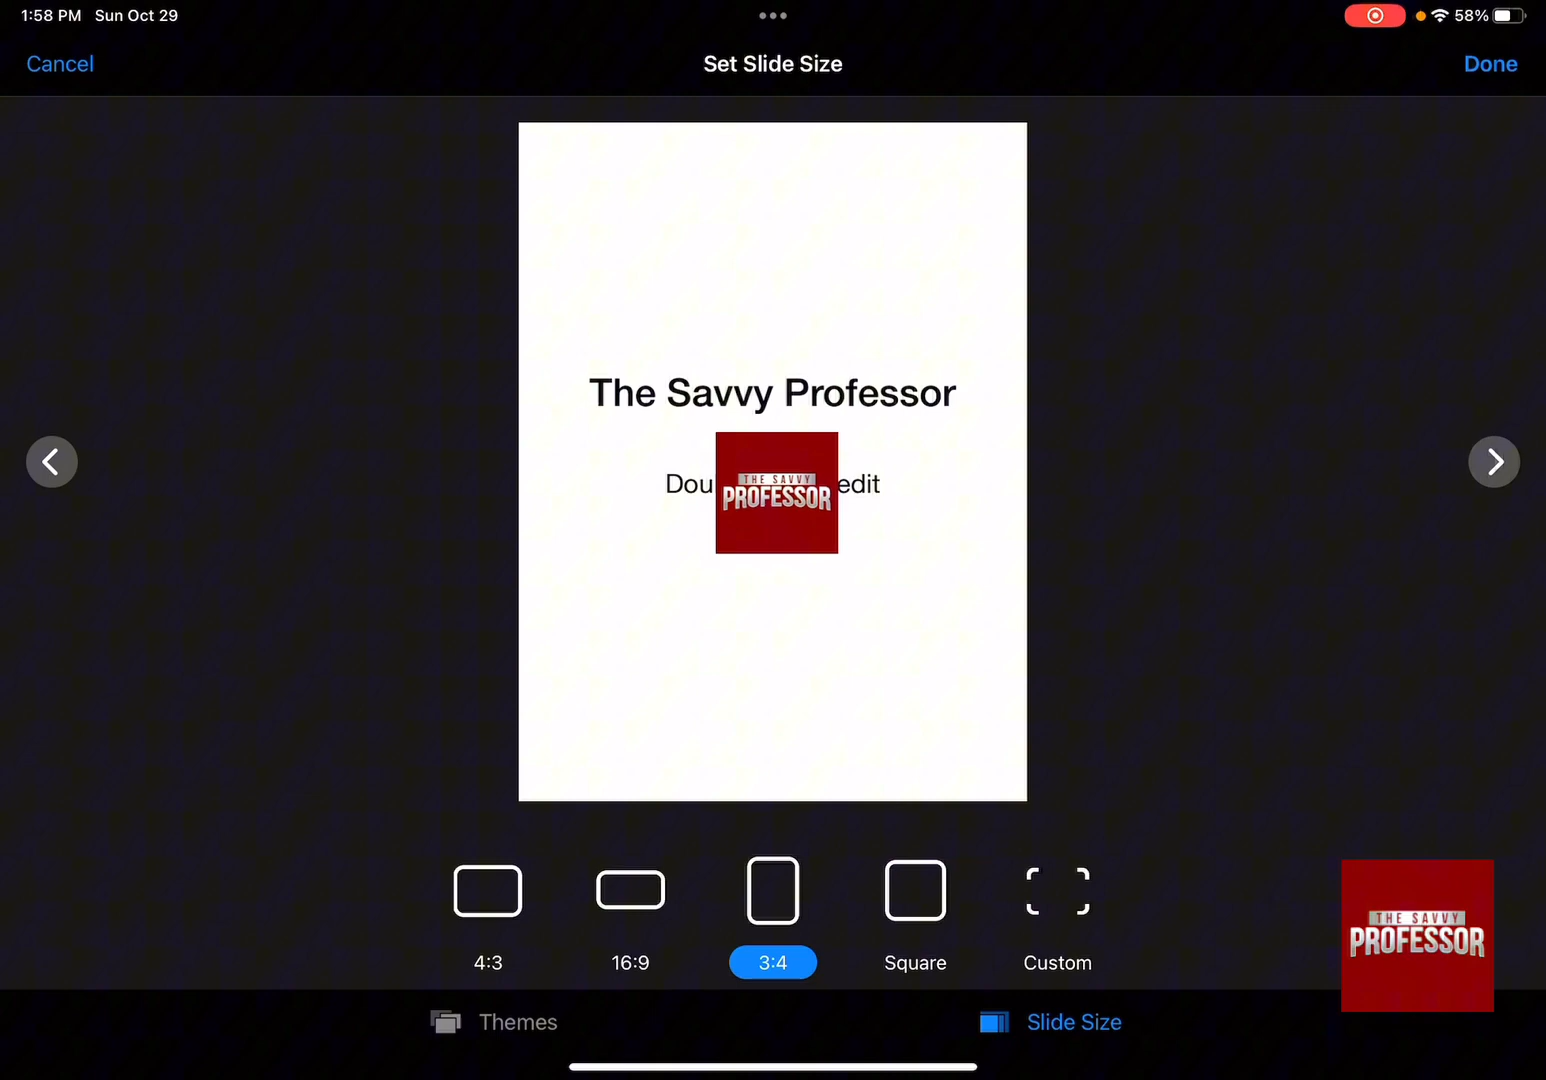 1:58 PM Sun Oct 29
58%
Cancel
Set Slide Size
Done
The Savvy Professor
Dou
edit
THE SAVVY
PROFESSOR
4:3
16:9
3:4
Square
Custom
THE SAVVY
PROFESSOR
Themes
Slide Size